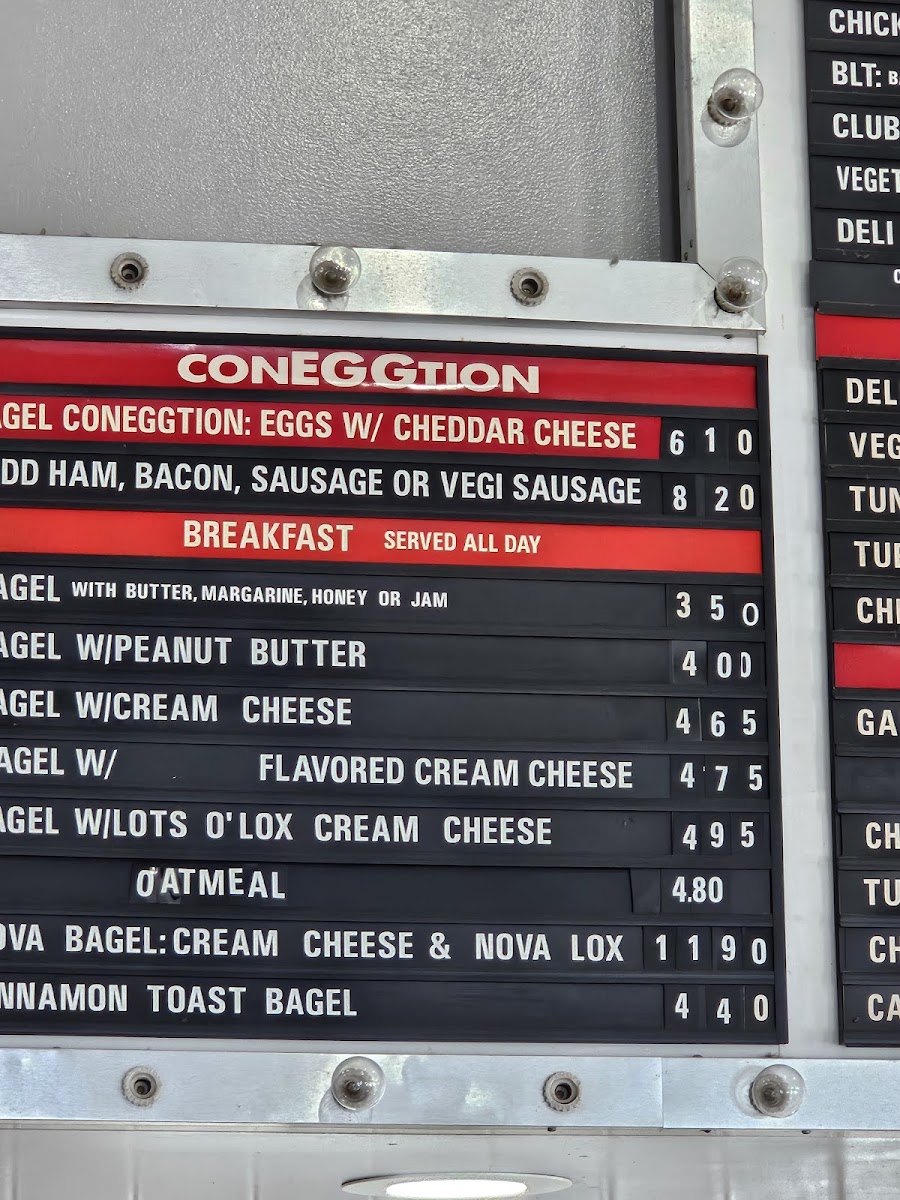 CONEGGTION
AGEL CONEGGTION: EGGS W/ CHEDDAR CHEESE 6 1 0
DD HAM, BACON, SAUSAGE OR VEGI SAUSAGE 8 2 0
BREAKFAST SERVED ALL DAY
AGEL WITH BUTTER, MARGARINE, HONEY OR JAM 3 5 0
AGEL W/PEANUT BUTTER 4 0 0
AGEL W/CREAM CHEESE 4 6 5
AGEL W/ FLAVORED CREAM CHEESE 4 7 5
AGEL W/LOTS O'LOX CREAM CHEESE 4 9 5
OATMEAL 4.80
OVA BAGEL: CREAM CHEESE & NOVA LOX 1 1 9 0
NNAMON TOAST BAGEL 4 4 0
CHICK
BLT: BA
CLUB
VEGET
DELI
DEL
VEG
TUN
TUR
CHI
GA
CH
TU
CH
CA